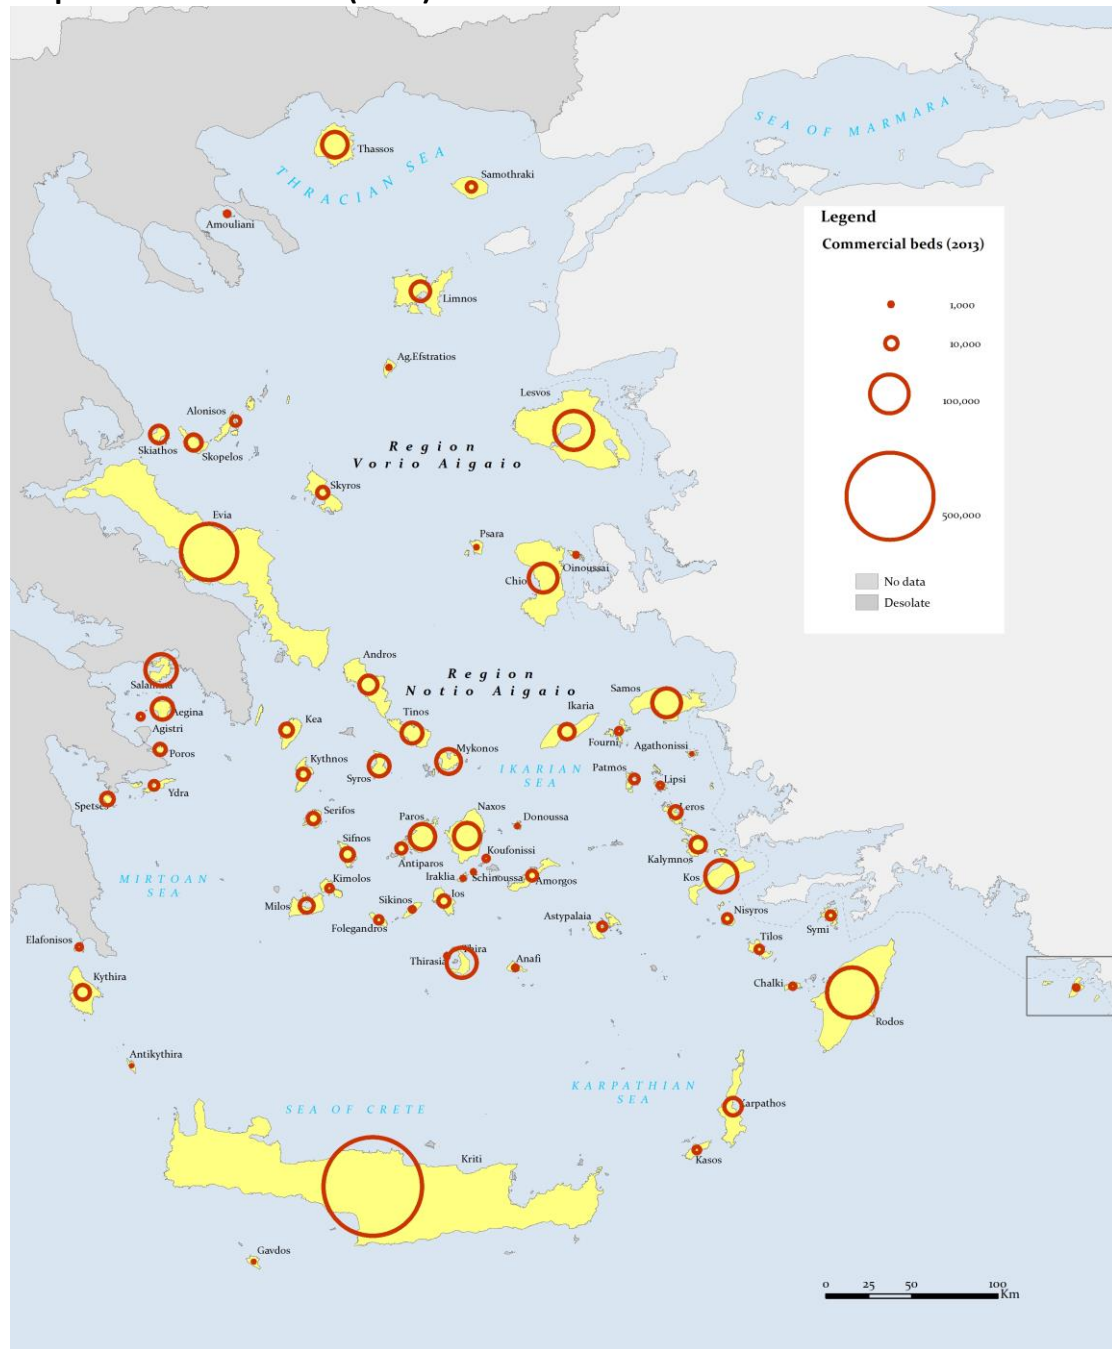 Thassos
THRACIAN SEA
Samothraki
Amouliani
SEA OF MARMARA
Legend
Commercial beds (2013)
1,000
10,000
100,000
500,000
No data
Desolate
Limnos
Ag.Efstratios
Lesvos
Alonisos
Skiathos
Skopelos
Region
Vorio Aigaio
Skyros
Evia
Psara
Oinoussai
Chio
Andros
Region
Notio Aigaio
Samos
Aegina
Agistri
Kea
Tinos
Ikaria
Fourni
Agathonissi
Poros
Mykonos
Kythnos
Syros
IKARIAN
SEA
Patmos
Lipsi
Ydra
Spetses
Leros
Serifos
Paros
Naxos
Donoussa
Sifnos
Antiparos
Koufonissi
Kalymnos
MIRTOAN
SEA
Kimolos
Iraklia
Schinoussa
Amorgos
Kos
Milos
Sikinos
Ios
Folegandros
Astypalaia
Nisyros
Symi
Elafonisos
Thira
Thirasia
Anafi
Tilos
Kythira
Chalki
Rodos
Antikythira
SEA OF CRETE
KARPATHIAN
SEA
Karpathos
Kriti
Kasos
Gavdos
0 25 50 100
Km